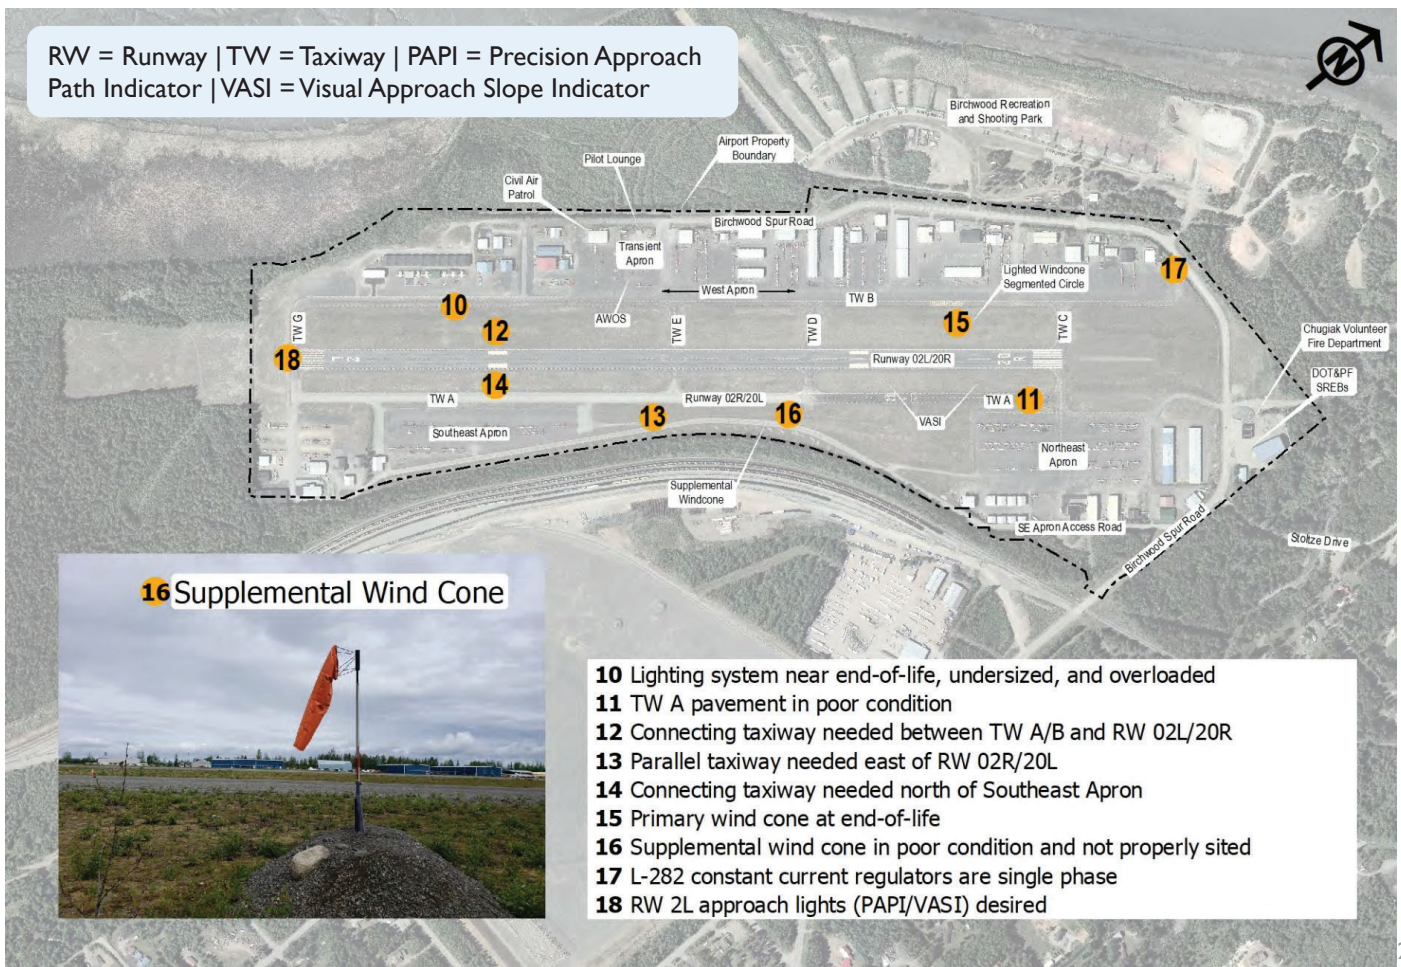 RW = Runway | TW = Taxiway | PAPI = Precision Approach
Path Indicator | VASI = Visual Approach Slope Indicator
N
Birchwood Recreation
and Shooting Park
Airport Property
Boundary
Pilot Lounge
Civil Air
Patrol
Birchwood Spur Road
Transient
Apron
Lighted Windcone
Segmented Circle
17
West Apron
TW B
10
AWOS
12
15
TW G
TW E
TW D
TW C
Chugiak Volunteer
Fire Department
18
Runway 02L/20R
20
R
DOT&PF
SREBs
14
TW A
Runway 02R/20L
TW A
11
13
16
VASI
Southeast Apron
Northeast
Apron
Supplemental
Windcone
SE Apron Access Road
Birchwood Spur Road
Stoltze Drive
16 Supplemental Wind Cone
10 Lighting system near end-of-life, undersized, and overloaded
11 TW A pavement in poor condition
12 Connecting taxiway needed between TW A/B and RW 02L/20R
13 Parallel taxiway needed east of RW 02R/20L
14 Connecting taxiway needed north of Southeast Apron
15 Primary wind cone at end-of-life
16 Supplemental wind cone in poor condition and not properly sited
17 L-282 constant current regulators are single phase
18 RW 2L approach lights (PAPI/VASI) desired